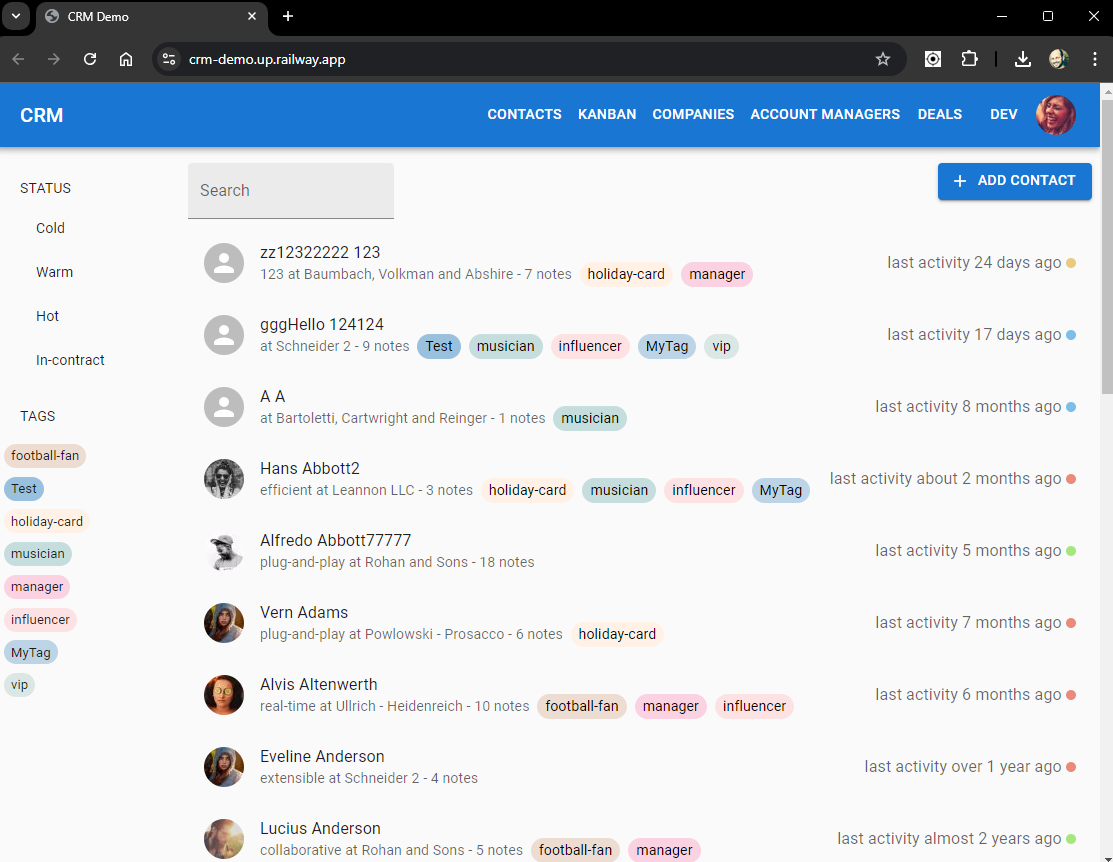 CRM Demo
crm-demo.up.railway.app
CRM CONTACTS KANBAN COMPANIES ACCOUNT MANAGERS DEALS DEV
STATUS
Cold
Warm
Hot
In-contract
TAGS
football-fan
Test
holiday-card
musician
manager
influencer
MyTag
vip
Search
ADD CONTACT
zz12322222 123
123 at Baumbach, Volkman and Abshire - 7 notes holiday-card manager
last activity 24 days ago
gggHello 124124
at Schneider 2 - 9 notes Test musician influencer MyTag vip
last activity 17 days ago
A A
at Bartoletti, Cartwright and Reinger - 1 notes musician
last activity 8 months ago
Hans Abbott2
efficient at Leannon LLC - 3 notes holiday-card musician influencer MyTag
last activity about 2 months ago
Alfredo Abbott77777
plug-and-play at Rohan and Sons - 18 notes
last activity 5 months ago
Vern Adams
plug-and-play at Powlowski - Prosacco - 6 notes holiday-card
last activity 7 months ago
Alvis Altenwerth
real-time at Ullrich - Heidenreich - 10 notes football-fan manager influencer
last activity 6 months ago
Eveline Anderson
extensible at Schneider 2 - 4 notes
last activity over 1 year ago
Lucius Anderson
collaborative at Rohan and Sons - 5 notes football-fan manager
last activity almost 2 years ago